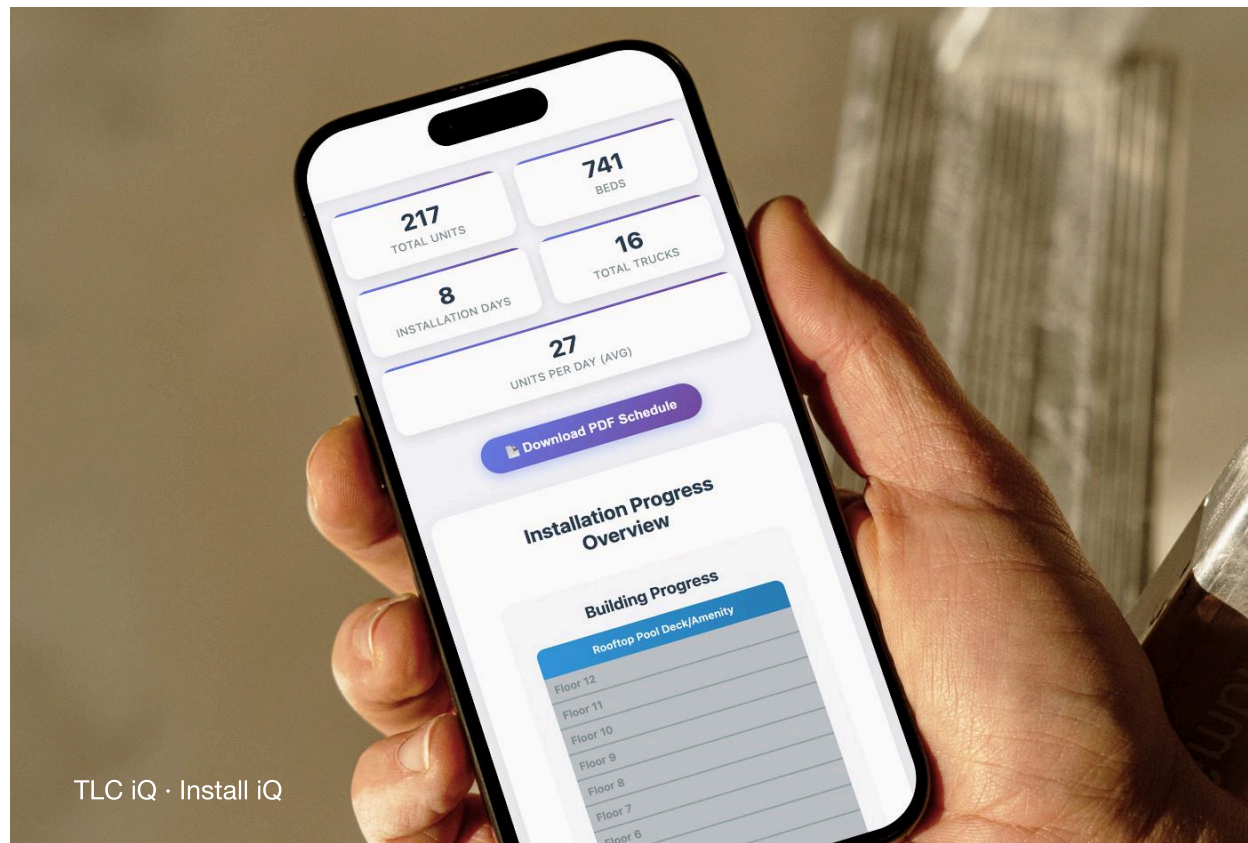 217
TOTAL UNITS
741
BEDS
8
INSTALLATION DAYS
16
TOTAL TRUCKS
27
UNITS PER DAY (AVG)
Download PDF Schedule
Installation Progress
Overview
Building Progress
Rooftop Pool Deck/Amenity
Floor 12
Floor 11
Floor 10
Floor 9
Floor 8
Floor 7
Floor 6
TLC iQ · Install iQ